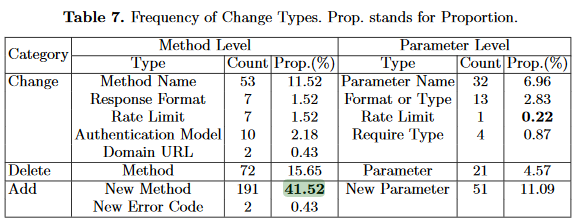 Table 7. Frequency of Change Types. Prop. stands for Proportion.
Category Method Level Parameter Level
Type Count Prop.(%) Type Count Prop.(%)
Change Method Name 53 11.52 Parameter Name 32 6.96
Response Format 7 1.52 Format or Type 13 2.83
Rate Limit 7 1.52 Rate Limit 1 0.22
Authentication Model 10 2.18 Require Type 4 0.87
Domain URL 2 0.43
Delete Method 72 15.65 Parameter 21 4.57
Add New Method 191 41.52 New Parameter 51 11.09
New Error Code 2 0.43